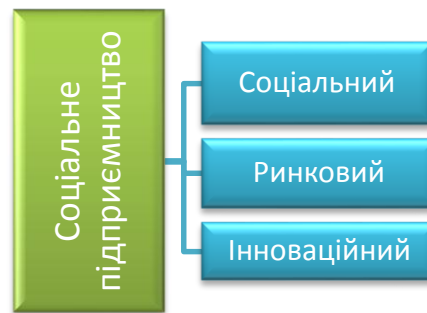 Соціальне
підприємництво
Соціальний
Ринковий
Інноваційний